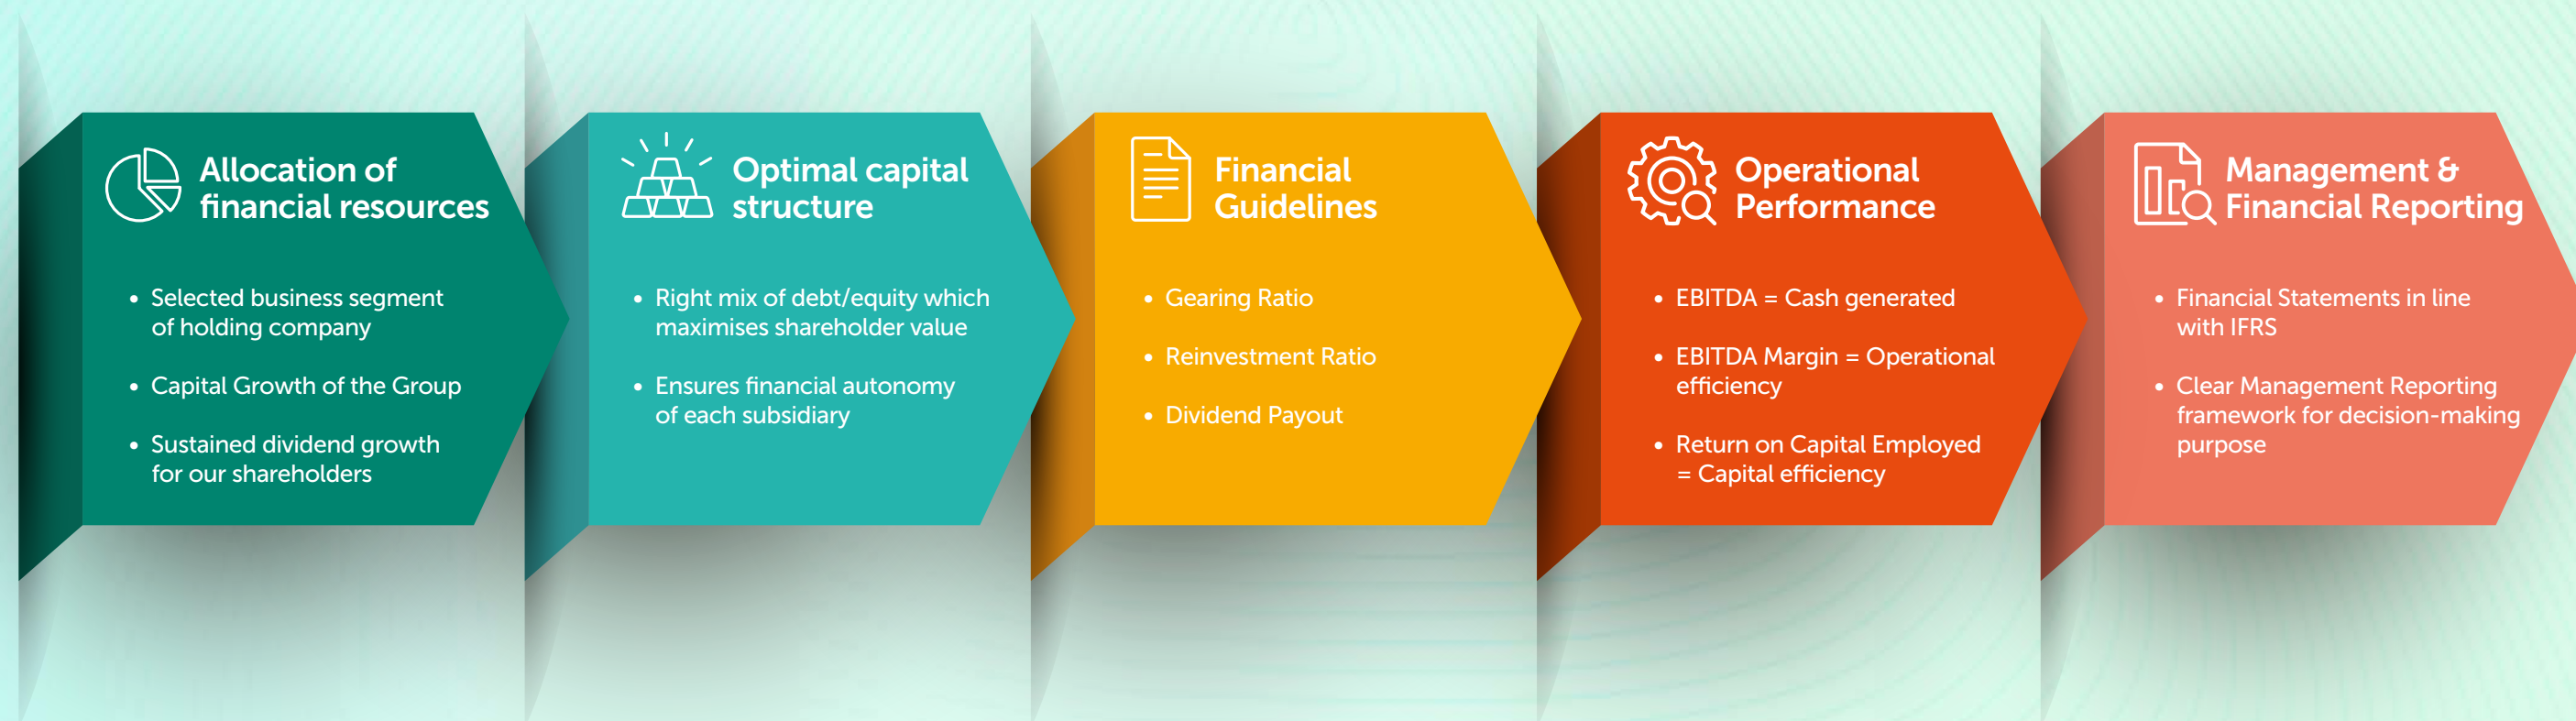 Allocation of
financial resources
• Selected business segment
of holding company
• Capital Growth of the Group
• Sustained dividend growth
for our shareholders
Optimal capital
structure
• Right mix of debt/equity which
maximises shareholder value
• Ensures financial autonomy
of each subsidiary
Financial
Guidelines
• Gearing Ratio
• Reinvestment Ratio
• Dividend Payout
Operational
Performance
• EBITDA = Cash generated
• EBITDA Margin = Operational
efficiency
• Return on Capital Employed
= Capital efficiency
Management &
Financial Reporting
• Financial Statements in line
with IFRS
• Clear Management Reporting
framework for decision-making
purpose